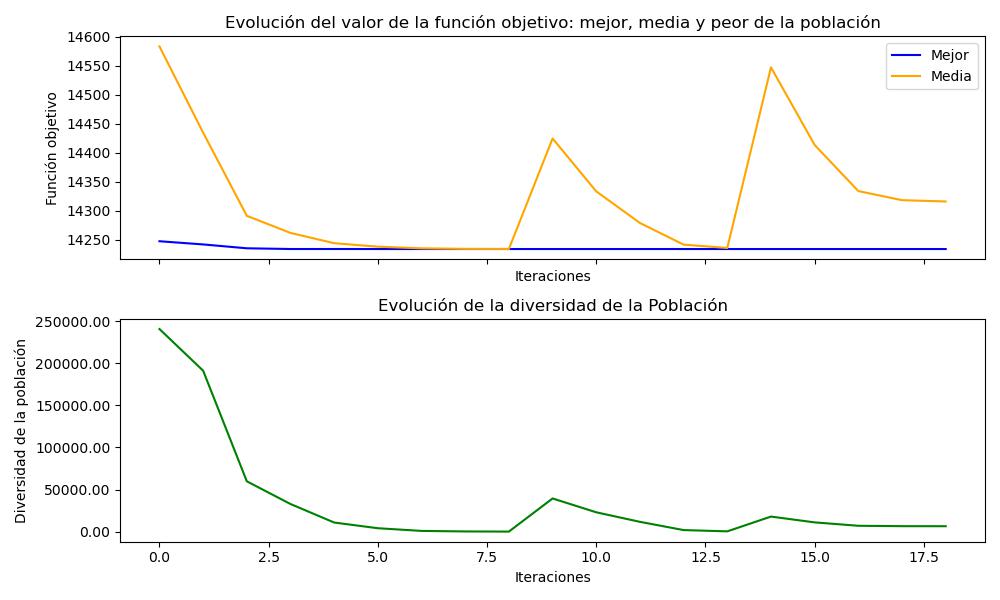 Evolución del valor de la función objetivo: mejor, media y peor de la población
Función objetivo
14600
14550
14500
14450
14400
14350
14300
14250
Mejor
Media
Iteraciones
Evolución de la diversidad de la Población
Diversidad de la población
250000.00
200000.00
150000.00
100000.00
50000.00
0.00
0.0 2.5 5.0 7.5 10.0 12.5 15.0 17.5
Iteraciones